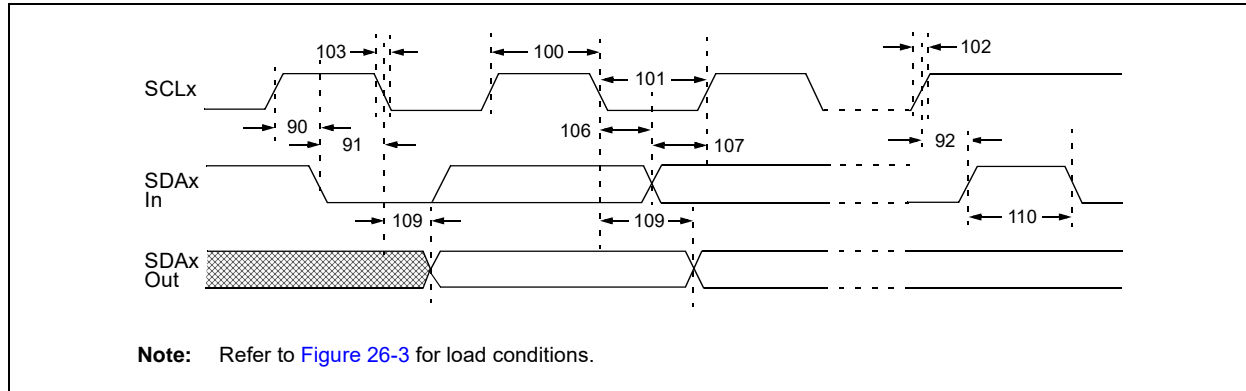 103
100
102
101
SCLx
90
106
91
107
92
SDAx
In
109
109
110
SDAx
Out
Note: Refer to Figure 26-3 for load conditions.